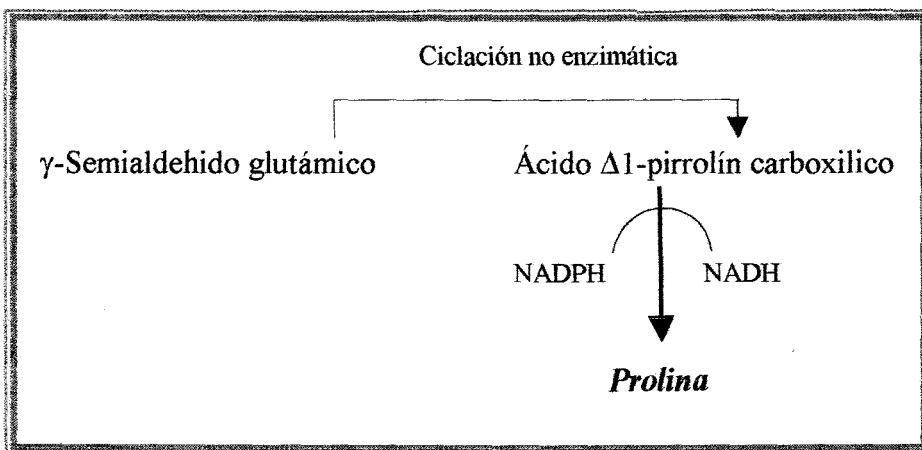 Ciclación no enzimática
γ-Semialdehido glutámico Ácido Δ1-pirrolín carboxilico
NADPH NADH
Prolina